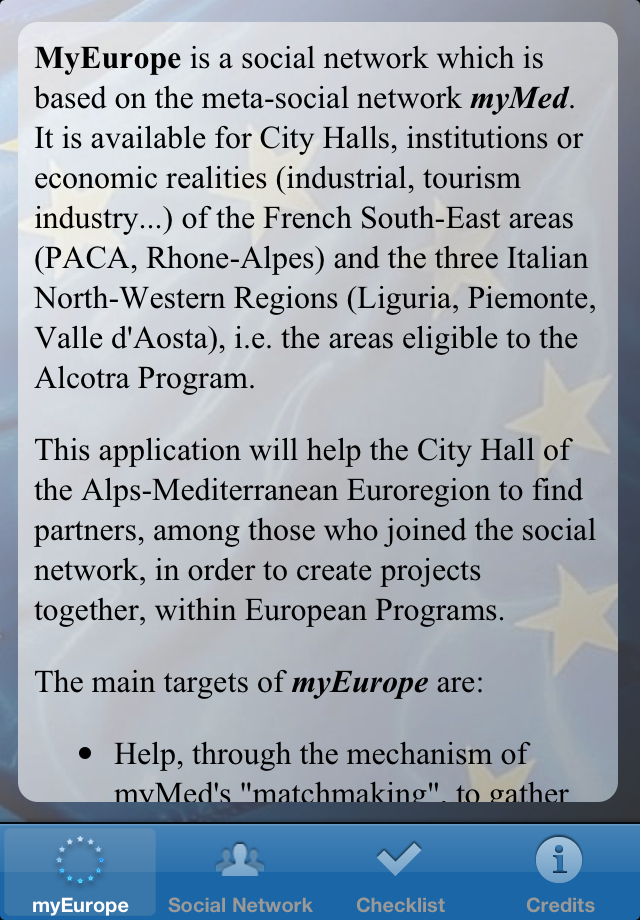 MyEurope is a social network which is
based on the meta-social network myMed.
It is available for City Halls, institutions or
economic realities (industrial, tourism
industry...) of the French South-East areas
(PACA, Rhone-Alpes) and the three Italian
North-Western Regions (Liguria, Piemonte,
Valle d'Aosta), i.e. the areas eligible to the
Alcotra Program.
This application will help the City Hall of
the Alps-Mediterranean Euroregion to find
partners, among those who joined the social
network, in order to create projects
together, within European Programs.
The main targets of myEurope are:
• Help, through the mechanism of
myMed's "matchmaking", to gather
myEurope
Social Network
Checklist
Credits